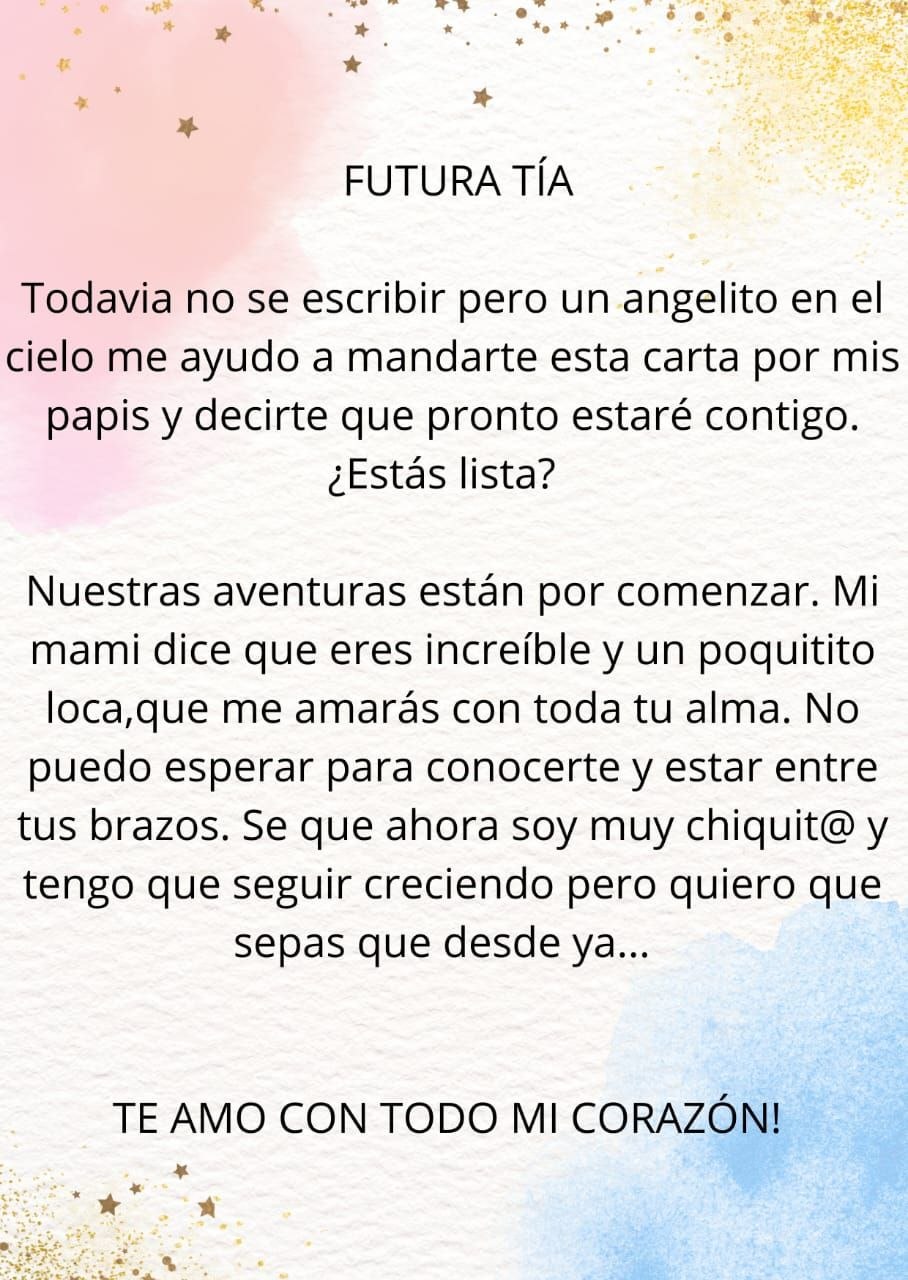 FUTURA TÍA
Todavia no se escribir pero un angelito en el
cielo me ayudo a mandarte esta carta por mis
papis y decirte que pronto estaré contigo.
¿Estás lista?
Nuestras aventuras están por comenzar. Mi
mami dice que eres increíble y un poquitito
loca,que me amarás con toda tu alma. No
puedo esperar para conocerte y estar entre
tus brazos. Se que ahora soy muy chiquit@ y
tengo que seguir creciendo pero quiero que
sepas que desde ya...
TE AMO CON TODO MI CORAZÓN!